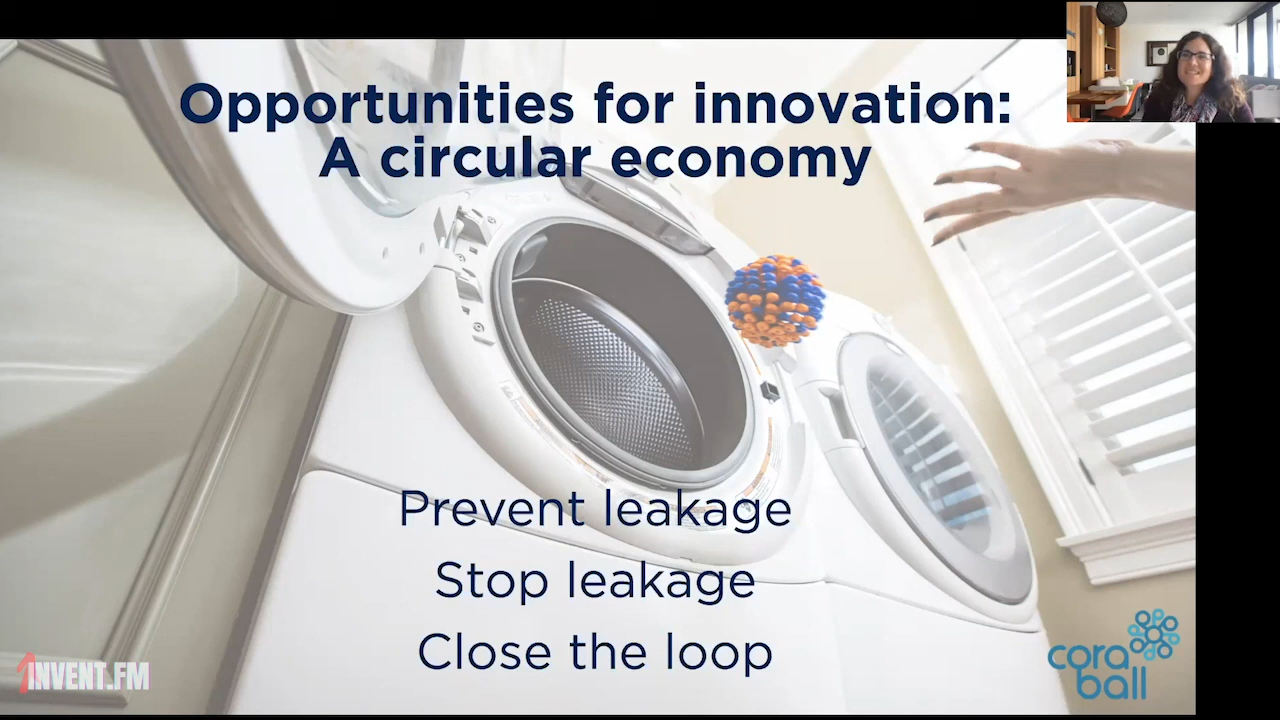 Opportunities for innovation:
A circular economy
Prevent leakage
Stop leakage
Close the loop
INVENT.FM
cora
ball